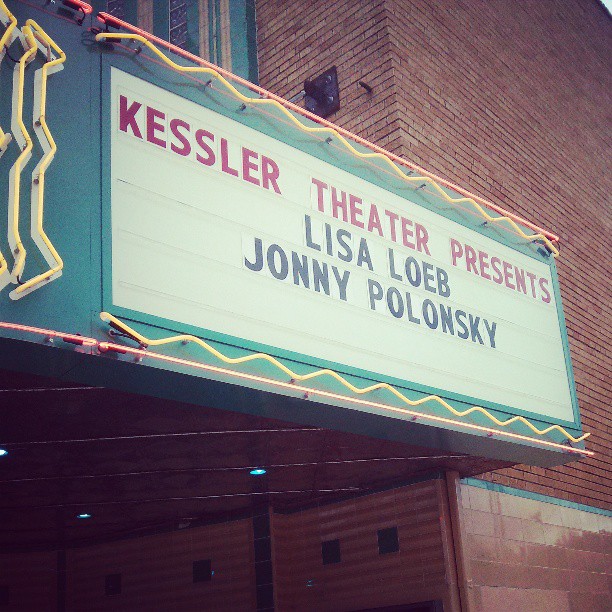 KESSLER THEATER PRESENTS
LISA LOEB
JONNY POLONSKY